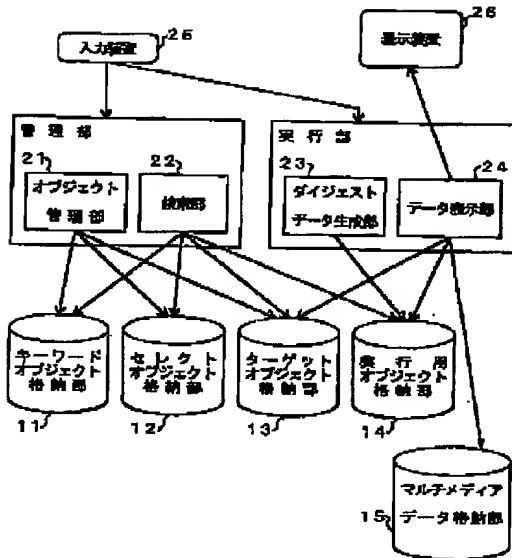 入力装置
25
表示装置
26
管理部
21
22
オブジェクト
管理部
検索部
実行部
23
24
ダイジェスト
データ生成部
データ表示部
キーワード
オブジェクト
格納部
セレクト
オブジェクト
格納部
ターゲット
オブジェクト
格納部
実行用
オブジェクト
格納部
11
12
13
14
マルチメディア
データ格納部
15